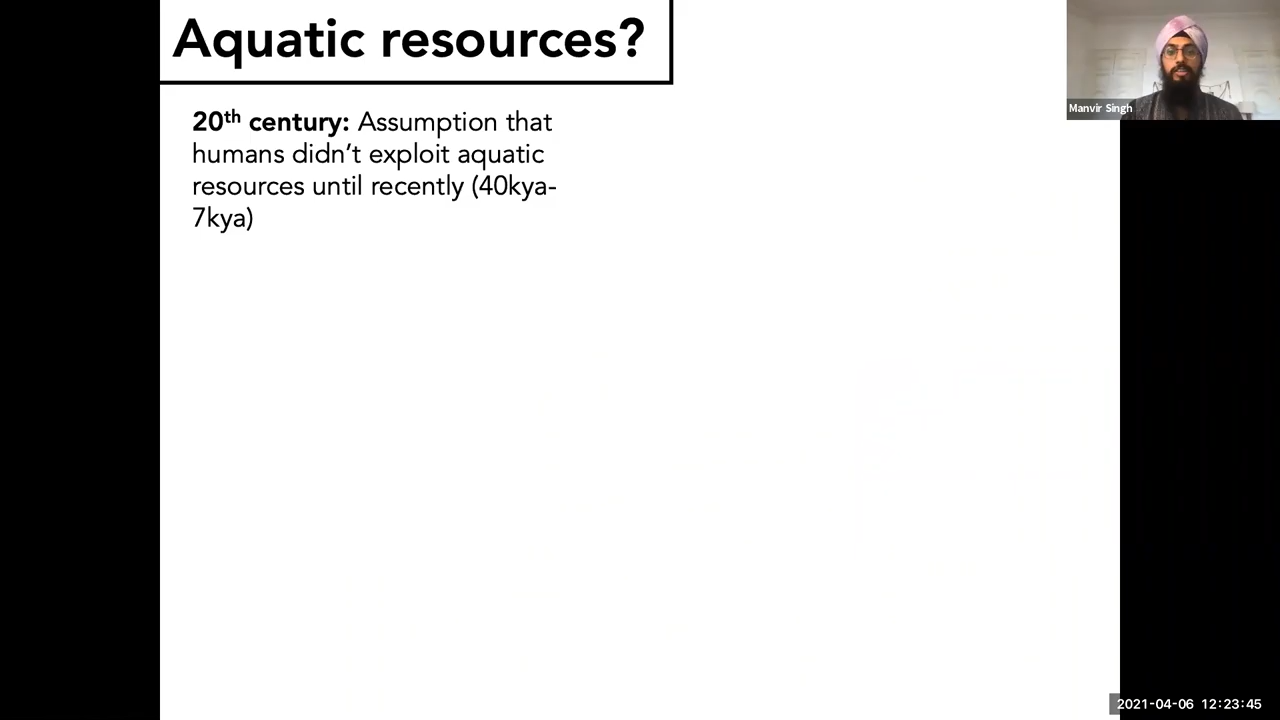 Aquatic resources?
Manvir Singh
20th century: Assumption that
humans didn’t exploit aquatic
resources until recently (40kya-
7kya)
2021-04-06 12:23:45